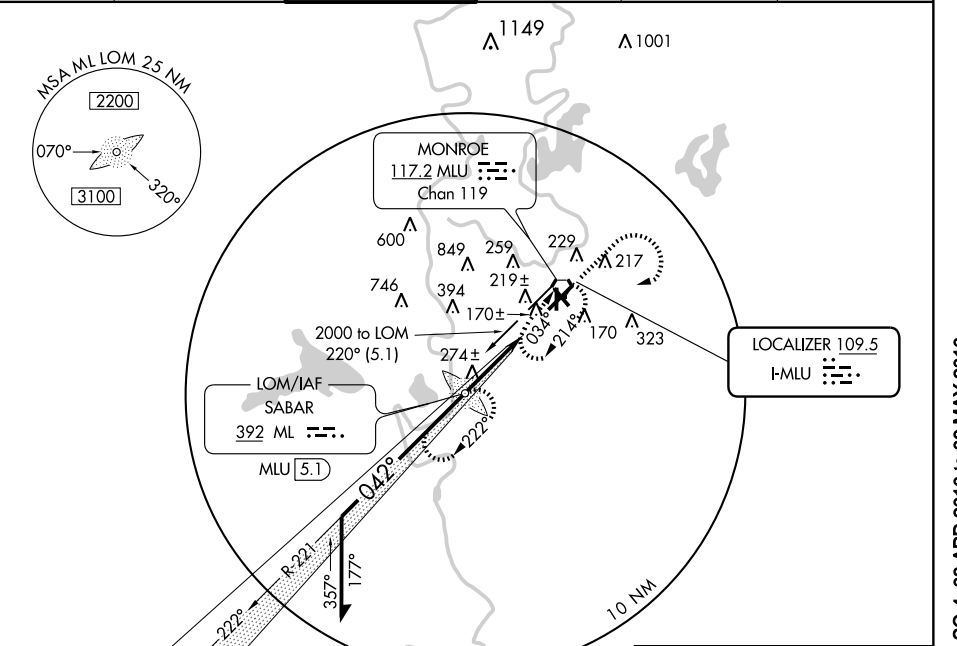 1149
1001
MSA ML LOM 25 NM
2200
070°
3100
320°
MONROE
117.2 MLU
Chan 119
600
849
259
229
217
746
394
219±
170±
034°
214°
170
323
2000 to LOM
220° (5.1)
274±
LOCALIZER 109.5
I-MLU
LOM/IAF
SABAR
392 ML
MLU 5.1
222°
042°
R-221
222°
357°
177°
10 NM